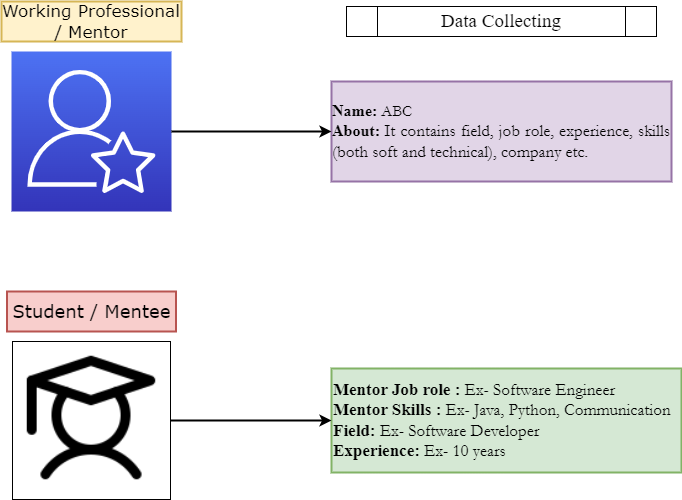 Working Professional
/ Mentor
Data Collecting
Name: ABC
About: It contains field, job role, experience, skills
(both soft and technical), company etc.
Student / Mentee
Mentor Job role : Ex- Software Engineer
Mentor Skills : Ex- Java, Python, Communication
Field: Ex- Software Developer
Experience: Ex- 10 years